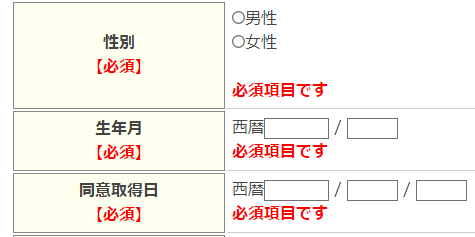 性別
【必須】
○男性
○女性
必須項目です
生年月
【必須】
西暦 /
必須項目です
同意取得日
【必須】
西暦 / /
必須項目です